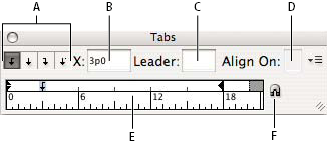 A B C D
Tabs
X: 3p0 Leader: Align On:
0 6 12 18
E F